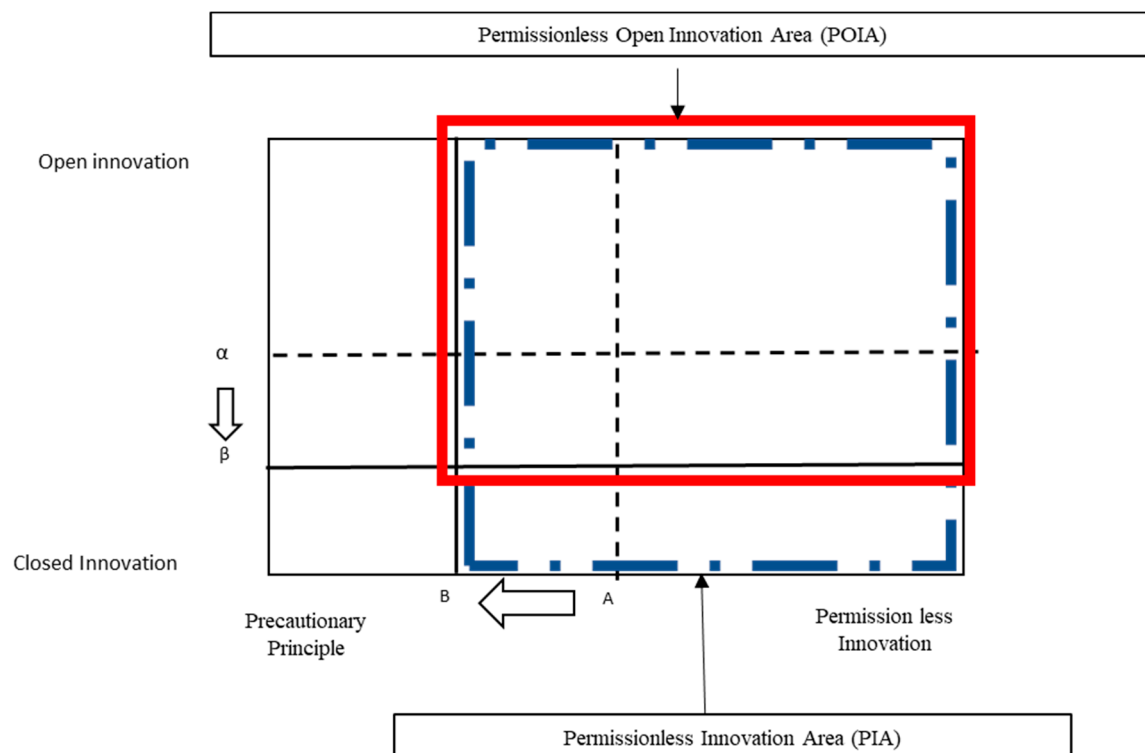 Permissionless Open Innovation Area (POIA)
Open innovation
α
β
Closed Innovation
B
A
Precautionary
Principle
Permission less
Innovation
Permissionless Innovation Area (PIA)